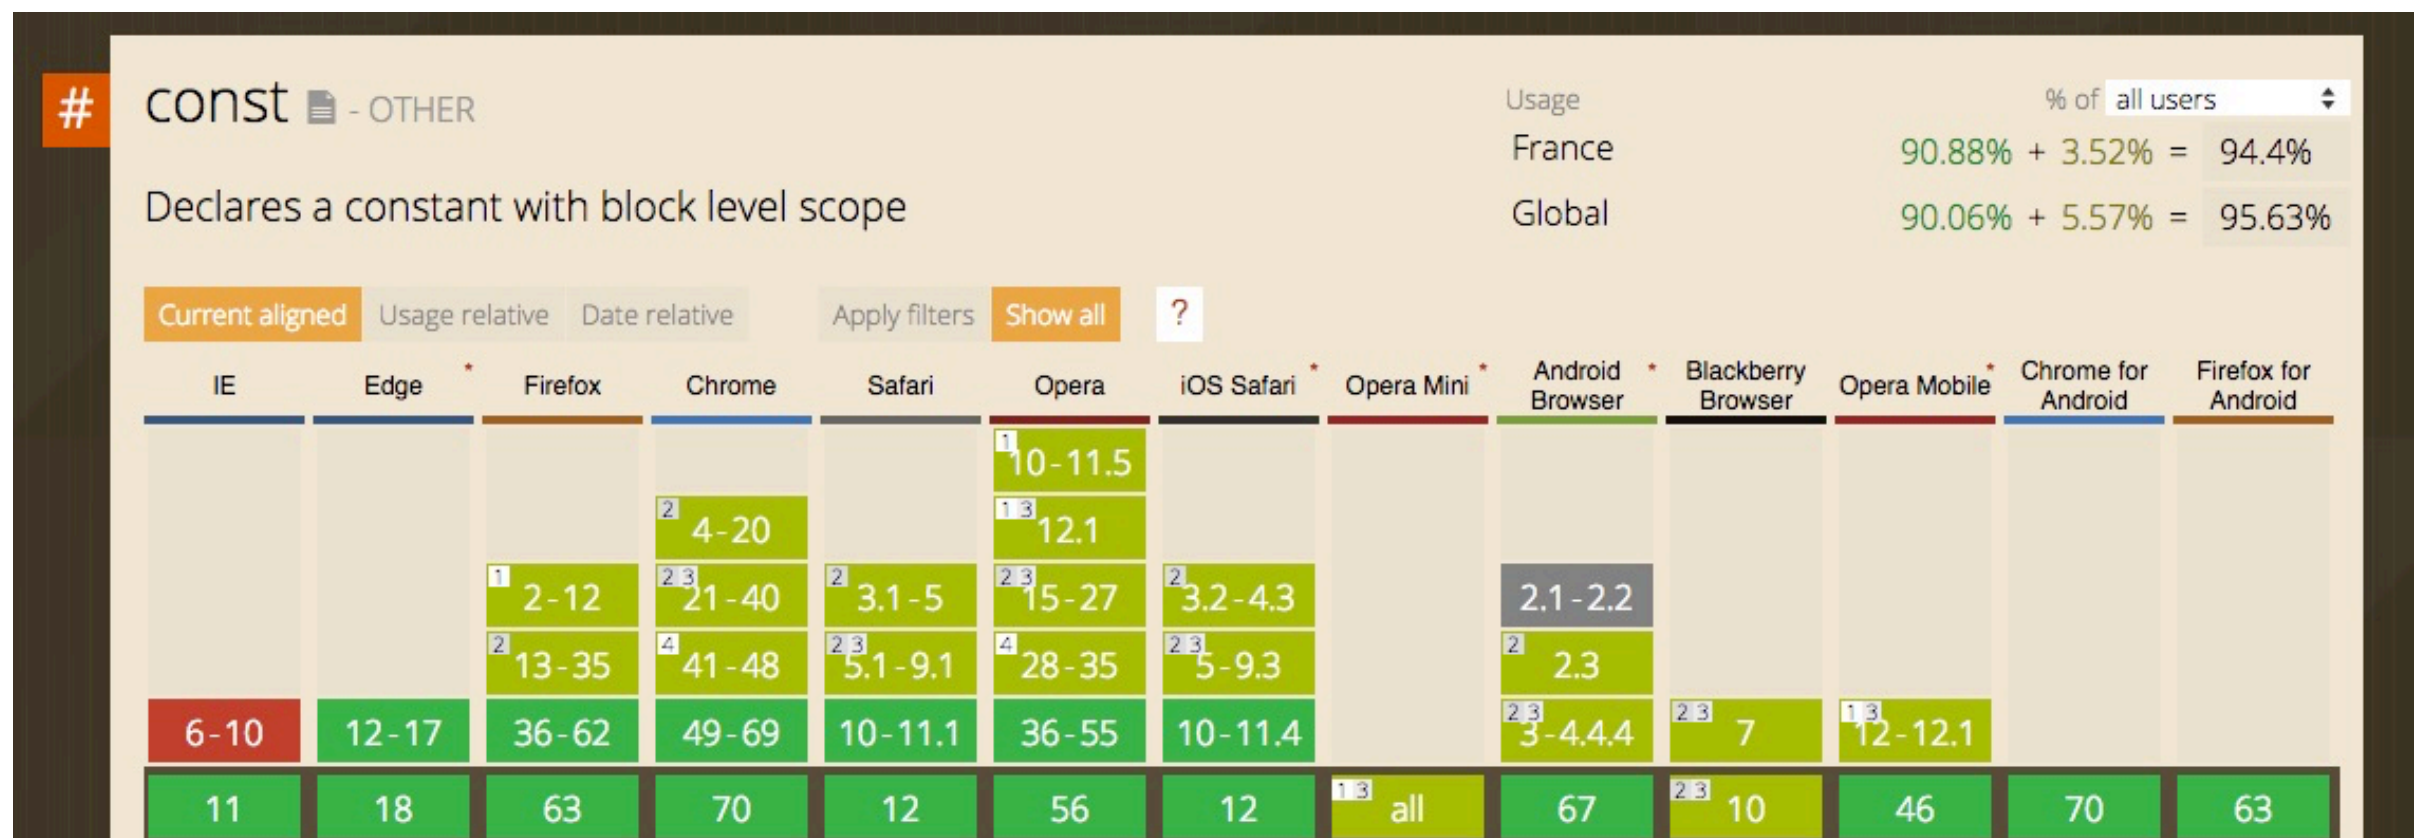 # const - OTHER
Usage % of all users
France 90.88% + 3.52% = 94.4%
Declares a constant with block level scope
Global 90.06% + 5.57% = 95.63%
Current aligned Usage relative Date relative Apply filters Show all ?
IE Edge * Firefox Chrome Safari Opera iOS Safari * Opera Mini * Android Browser * Blackberry Browser Opera Mobile * Chrome for Android Firefox for Android
1 10-11.5
2 4-20 1 3 12.1
1 2-12 2 3 21-40 2 3.1-5 2 3 15-27 2 3.2-4.3 2.1-2.2
2 13-35 4 41-48 2 3 5.1-9.1 4 28-35 2 3 5-9.3 2 2.3
6-10 12-17 36-62 49-69 10-11.1 36-55 10-11.4 2 3 3-4.4.4 2 3 7 1 3 12-12.1
11 18 63 70 12 56 12 1 3 all 67 2 3 10 46 70 63